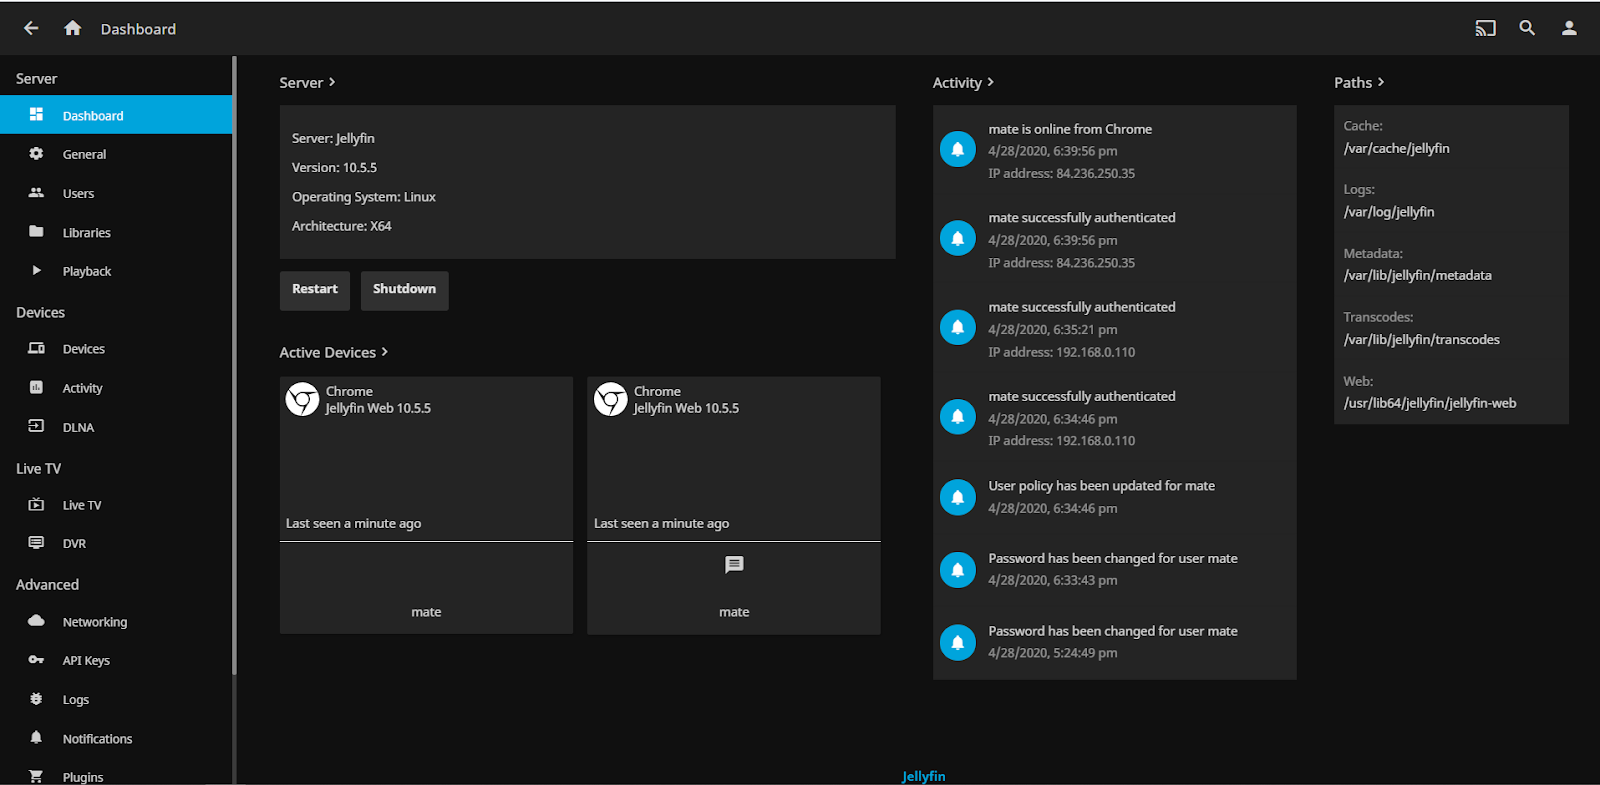 Dashboard
Server
Dashboard
General
Users
Libraries
Playback
Devices
Devices
Activity
DLNA
Live TV
Live TV
DVR
Advanced
Networking
API Keys
Logs
Notifications
Plugins
Server
Server: Jellyfin
Version: 10.5.5
Operating System: Linux
Architecture: X64
Restart
Shutdown
Active Devices
Chrome
Jellyfin Web 10.5.5
Last seen a minute ago
mate
Chrome
Jellyfin Web 10.5.5
Last seen a minute ago
mate
Activity
mate is online from Chrome
4/28/2020, 6:39:56 pm
IP address: 84.236.250.35
mate successfully authenticated
4/28/2020, 6:39:56 pm
IP address: 84.236.250.35
mate successfully authenticated
4/28/2020, 6:35:21 pm
IP address: 192.168.0.110
mate successfully authenticated
4/28/2020, 6:34:46 pm
IP address: 192.168.0.110
User policy has been updated for mate
4/28/2020, 6:34:46 pm
Password has been changed for user mate
4/28/2020, 6:33:43 pm
Password has been changed for user mate
4/28/2020, 5:24:49 pm
Paths
Cache:
/var/cache/jellyfin
Logs:
/var/log/jellyfin
Metadata:
/var/lib/jellyfin/metadata
Transcodes:
/var/lib/jellyfin/transcodes
Web:
/usr/lib64/jellyfin/jellyfin-web
Jellyfin